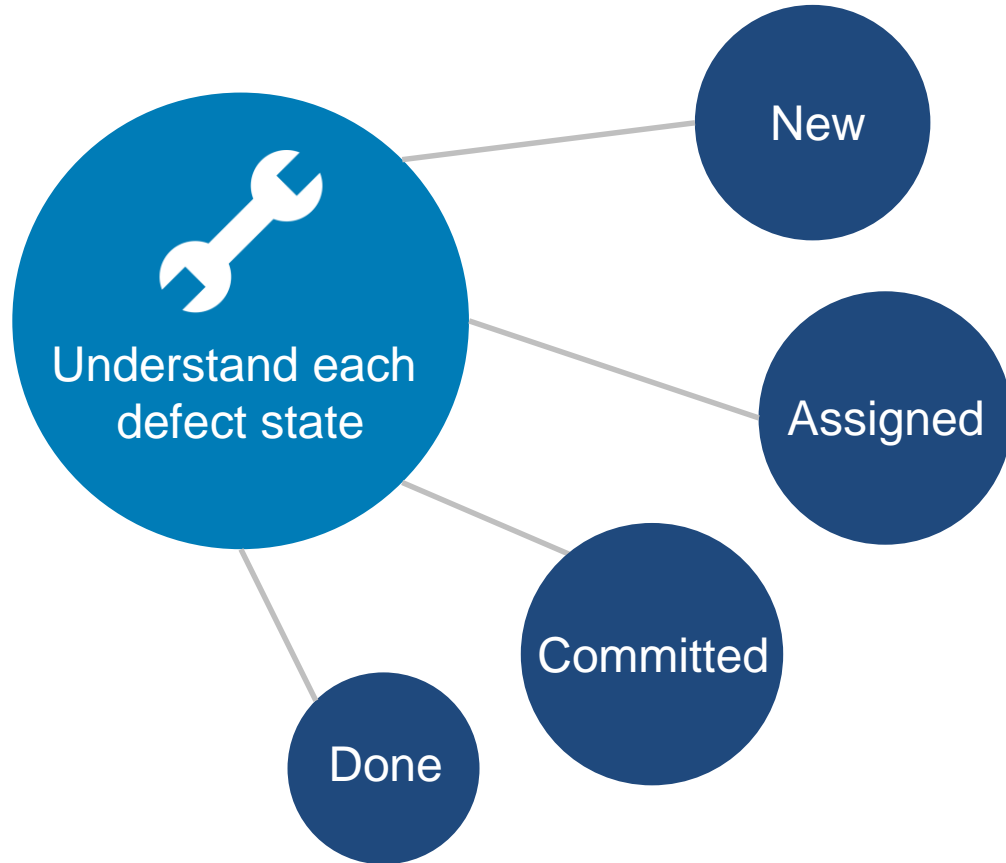 New
Understand each
defect state
Assigned
Committed
Done